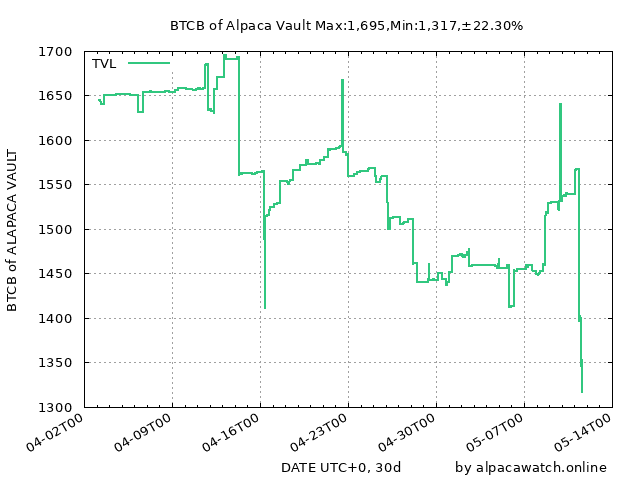 BTCB of Alpaca Vault Max:1,695,Min:1,317,±22.30%
TVL
1700
1650
1600
1550
1500
1450
1400
1350
1300
BTCB of ALAPACA VAULT
04-02T00
04-09T00
04-16T00
04-23T00
04-30T00
05-07T00
05-14T00
DATE UTC+0, 30d
by alpacawatch.online